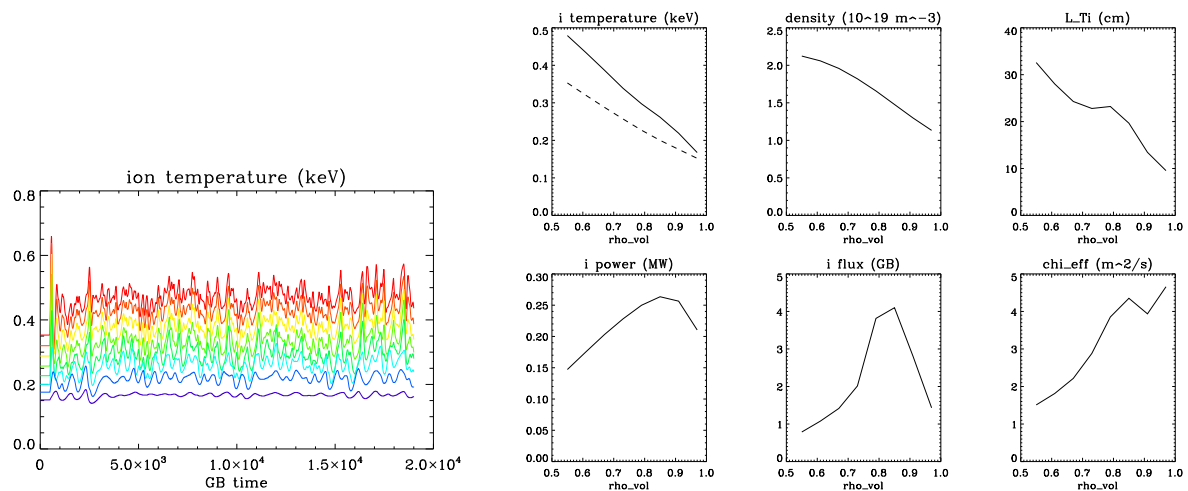 ion temperature (keV)
0.8
0.6
0.4
0.2
0.0
0 5.0×10³ 1.0×10⁴ 1.5×10⁴ 2.0×10⁴
GB time
i temperature (keV)
0.5
0.4
0.3
0.2
0.1
0.0
0.5 0.6 0.7 0.8 0.9 1.0
rho_vol
density (10^19 m^-3)
2.5
2.0
1.5
1.0
0.5
0.0
0.5 0.6 0.7 0.8 0.9 1.0
rho_vol
L_Ti (cm)
40
30
20
10
0
0.5 0.6 0.7 0.8 0.9 1.0
rho_vol
i power (MW)
0.30
0.25
0.20
0.15
0.10
0.05
0.00
0.5 0.6 0.7 0.8 0.9 1.0
rho_vol
i flux (GB)
5
4
3
2
1
0
0.5 0.6 0.7 0.8 0.9 1.0
rho_vol
chi_eff (m^2/s)
5
4
3
2
1
0
0.5 0.6 0.7 0.8 0.9 1.0
rho_vol